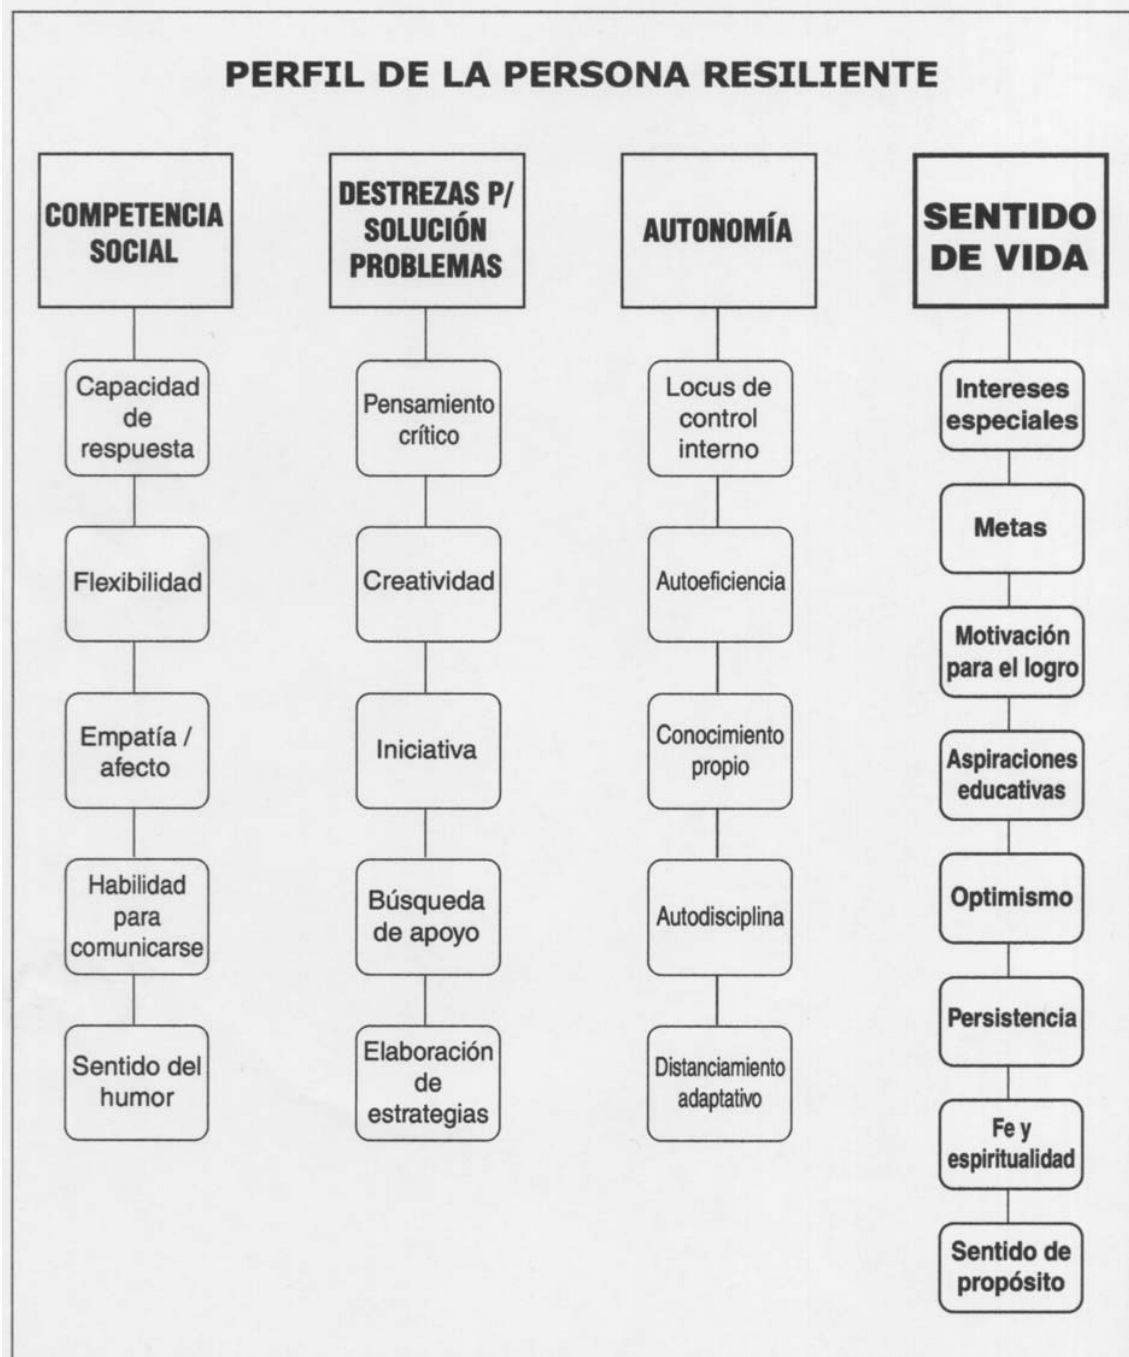 PERFIL DE LA PERSONA RESILIENTE
COMPETENCIA
SOCIAL
Capacidad
de
respuesta
Flexibilidad
Empatía /
afecto
Habilidad
para
comunicarse
Sentido del
humor
DESTREZAS P/
SOLUCIÓN
PROBLEMAS
Pensamiento
crítico
Creatividad
Iniciativa
Búsqueda
de apoyo
Elaboración
de
estrategias
AUTONOMÍA
Locus de
control
interno
Autoeficiencia
Conocimiento
propio
Autodisciplina
Distanciamiento
adaptativo
SENTIDO
DE VIDA
Intereses
especiales
Metas
Motivación
para el logro
Aspiraciones
educativas
Optimismo
Persistencia
Fe y
espiritualidad
Sentido de
propósito